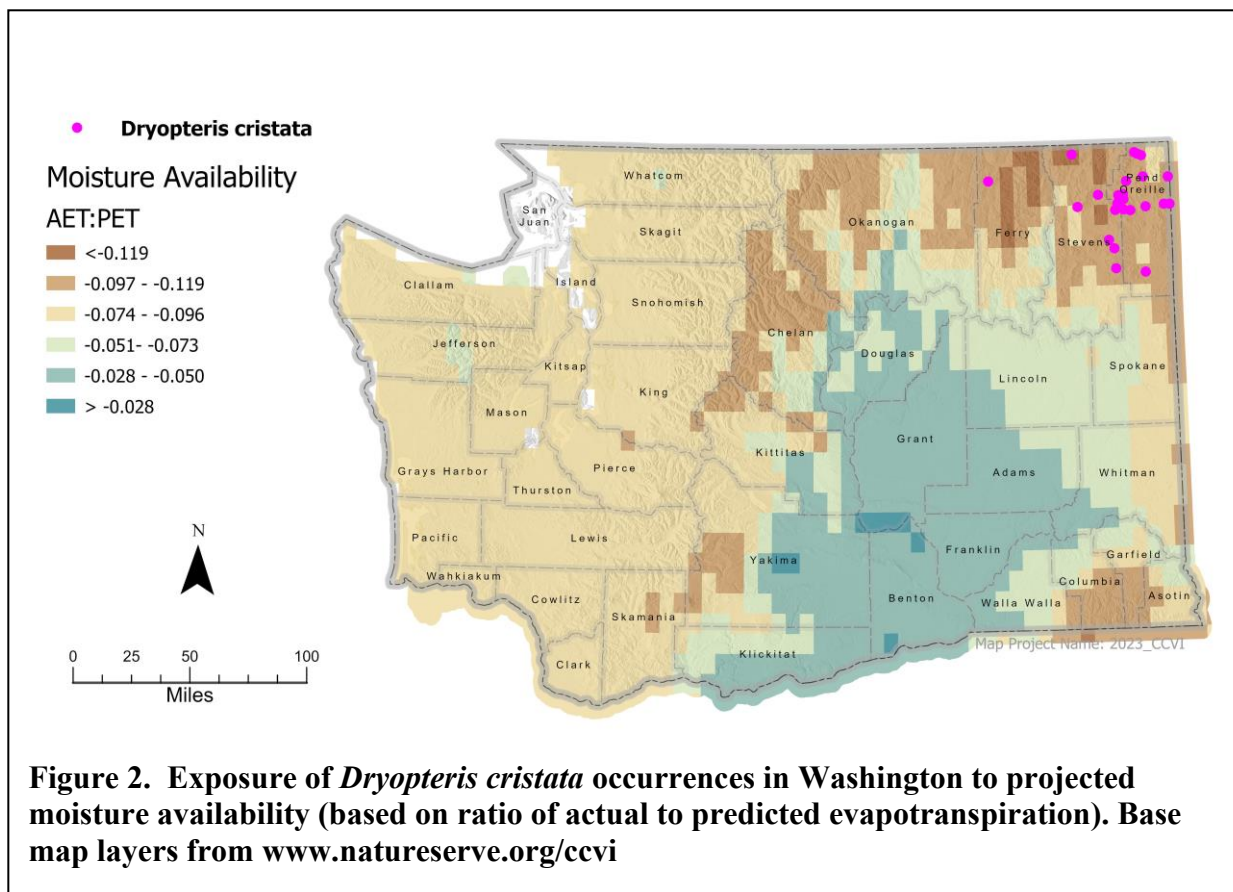 Dryopteris cristata
Moisture Availability
AET:PET
<-0.119
-0.097 - -0.119
-0.074 - -0.096
-0.051- -0.073
-0.028 - -0.050
> -0.028
N
0 25 50 100
Miles
Whatcom
San
Juan
Skagit
Okanogan
Ferry
Stevens
Pend
Oreille
Clallam
Island
Snohomish
Chelan
Jefferson
Kitsap
Douglas
Lincoln
Spokane
King
Mason
Grant
Grays Harbor
Pierce
Kittitas
Adams
Whitman
Thurston
Pacific
Lewis
Yakima
Franklin
Garfield
Wahkiakum
Columbia
Cowlitz
Skamania
Benton
Walla Walla
Asotin
Klickitat
Clark
Map Project Name: 2023_CCVI
Figure 2. Exposure of Dryopteris cristata occurrences in Washington to projected
moisture availability (based on ratio of actual to predicted evapotranspiration). Base
map layers from www.natureserve.org/ccvi